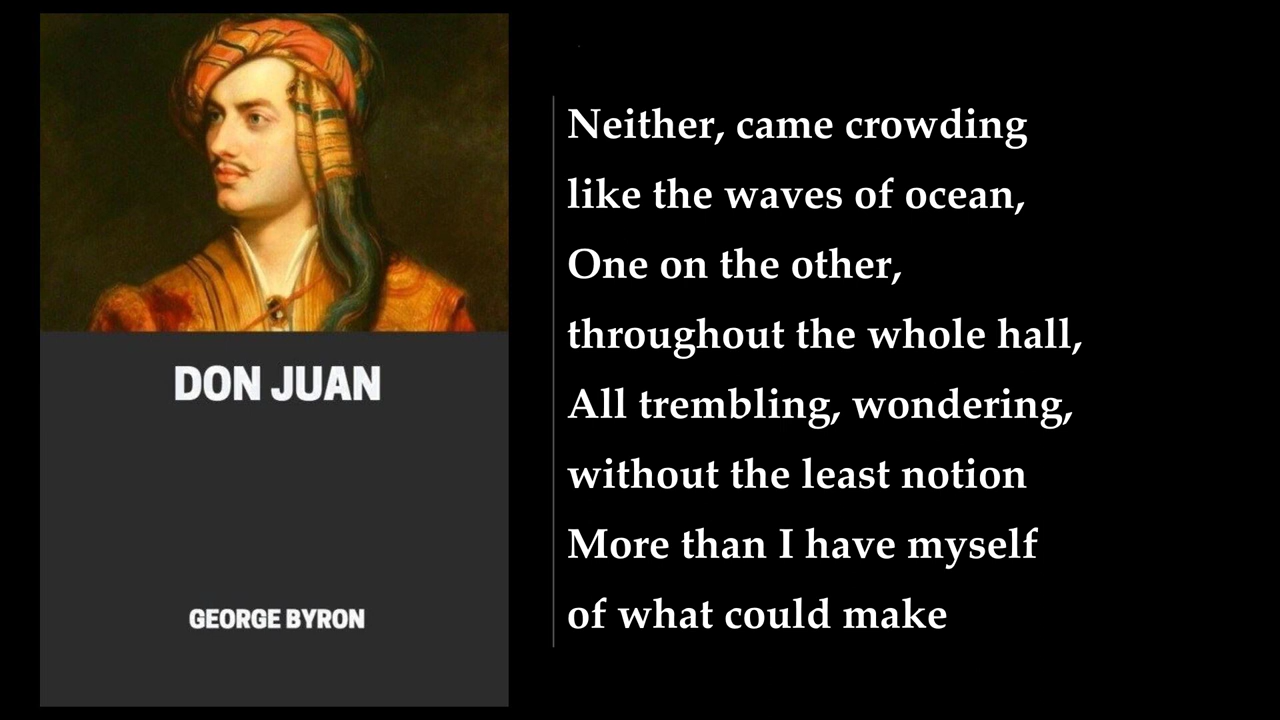 DON JUAN
GEORGE BYRON
Neither, came crowding
like the waves of ocean,
One on the other,
throughout the whole hall,
All trembling, wondering,
without the least notion
More than I have myself
of what could make